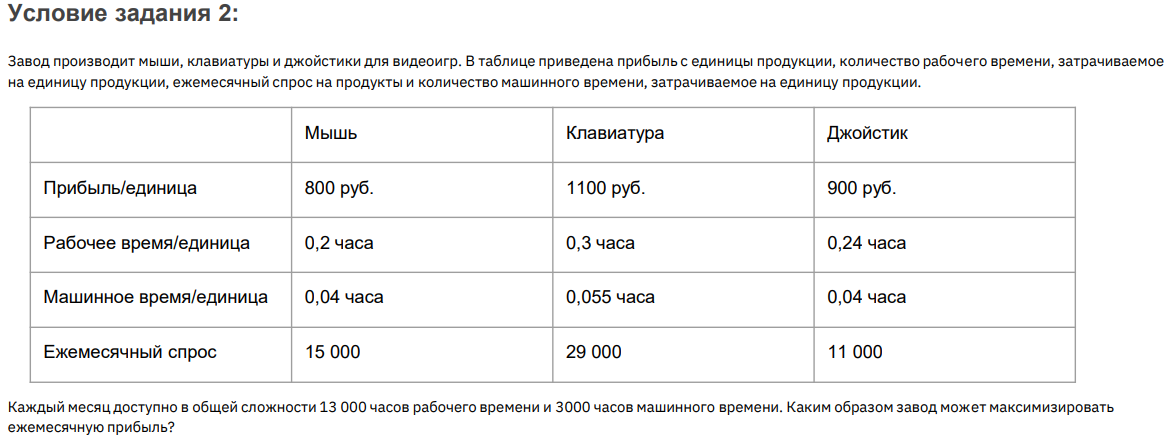 Условие задания 2:
Завод производит мыши, клавиатуры и джойстики для видеоигр. В таблице приведена прибыль с единицы продукции, количество рабочего времени, затрачиваемое
на единицу продукции, ежемесячный спрос на продукты и количество машинного времени, затрачиваемое на единицу продукции.
Мышь Клавиатура Джойстик
Прибыль/единица 800 руб. 1100 руб. 900 руб.
Рабочее время/единица 0,2 часа 0,3 часа 0,24 часа
Машинное время/единица 0,04 часа 0,055 часа 0,04 часа
Ежемесячный спрос 15 000 29 000 11 000
Каждый месяц доступно в общей сложности 13 000 часов рабочего времени и 3000 часов машинного времени. Каким образом завод может максимизировать
ежемесячную прибыль?